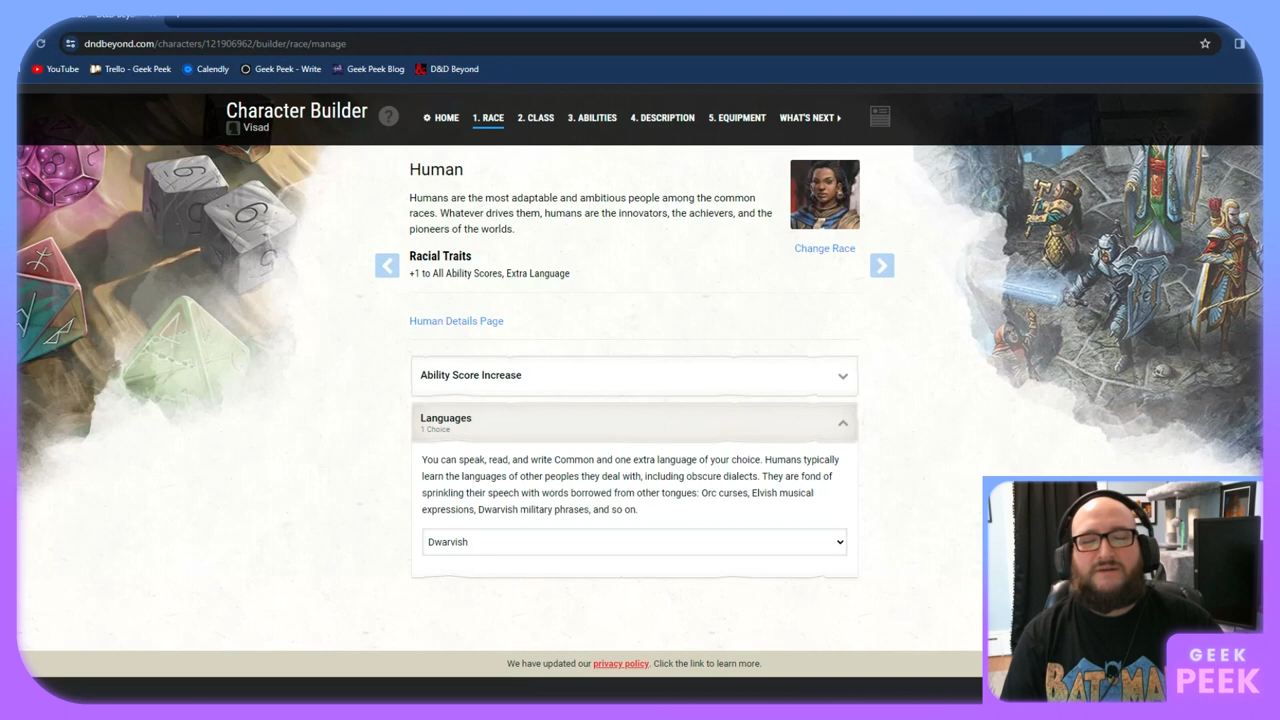 dndbeyond.com/characters/121906962/builder/race/manage
YouTube Trello - Geek Peek Calendly Geek Peek - Write Geek Peek Blog D&D Beyond
Character Builder ?
Visad
HOME 1. RACE 2. CLASS 3. ABILITIES 4. DESCRIPTION 5. EQUIPMENT WHAT'S NEXT
Human
Humans are the most adaptable and ambitious people among the common
races. Whatever drives them, humans are the innovators, the achievers, and the
pioneers of the worlds.
Change Race
Racial Traits
+1 to All Ability Scores, Extra Language
Human Details Page
Ability Score Increase
Languages
1 Choice
You can speak, read, and write Common and one extra language of your choice. Humans typically
learn the languages of other peoples they deal with, including obscure dialects. They are fond of
sprinkling their speech with words borrowed from other tongues: Orc curses, Elvish musical
expressions, Dwarvish military phrases, and so on.
Dwarvish
We have updated our privacy policy. Click the link to learn more.
BATMA
GEEK
PEEK